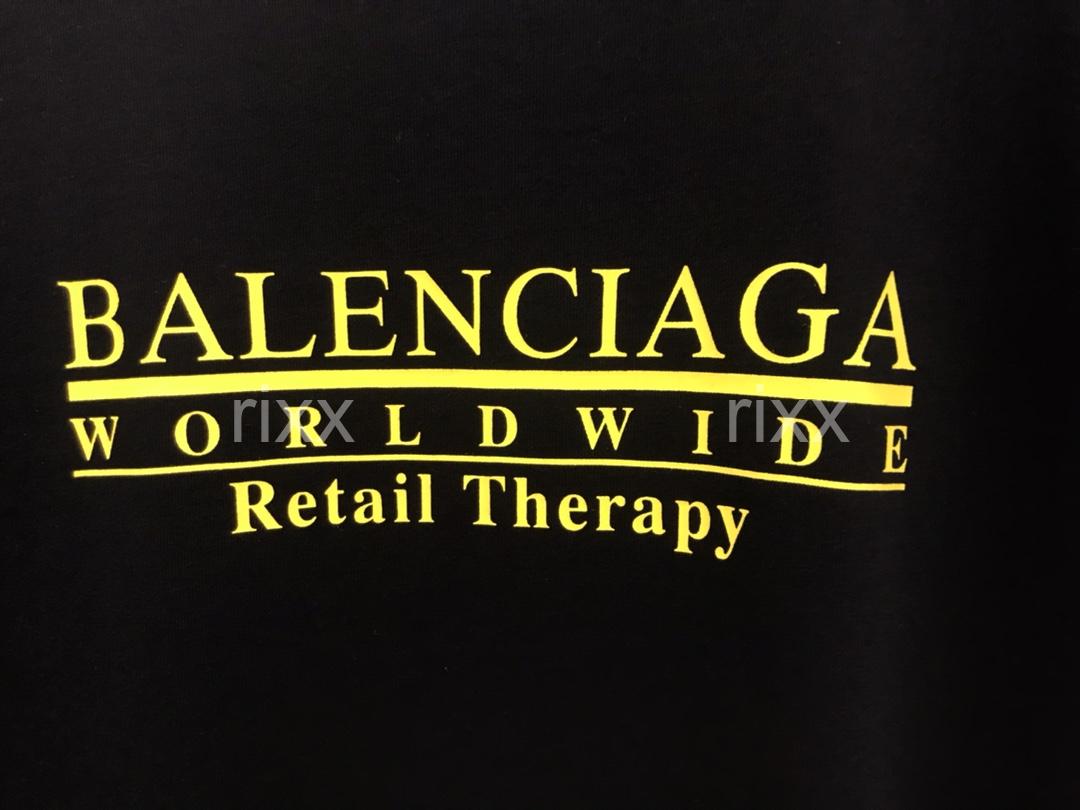 BALENCIAGA
WORLDWIDE
rixx rixx
Retail Therapy